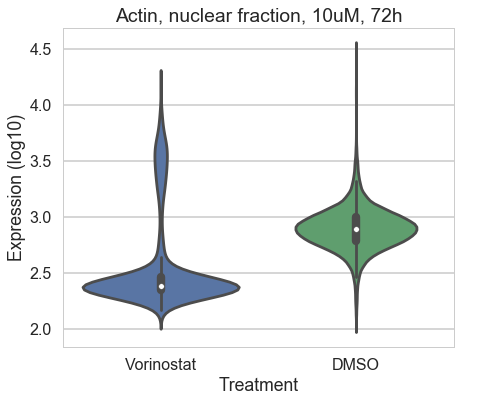 Actin, nuclear fraction, 10uM, 72h
4.5
4.0
3.5
3.0
2.5
2.0
Expression (log10)
Vorinostat DMSO
Treatment